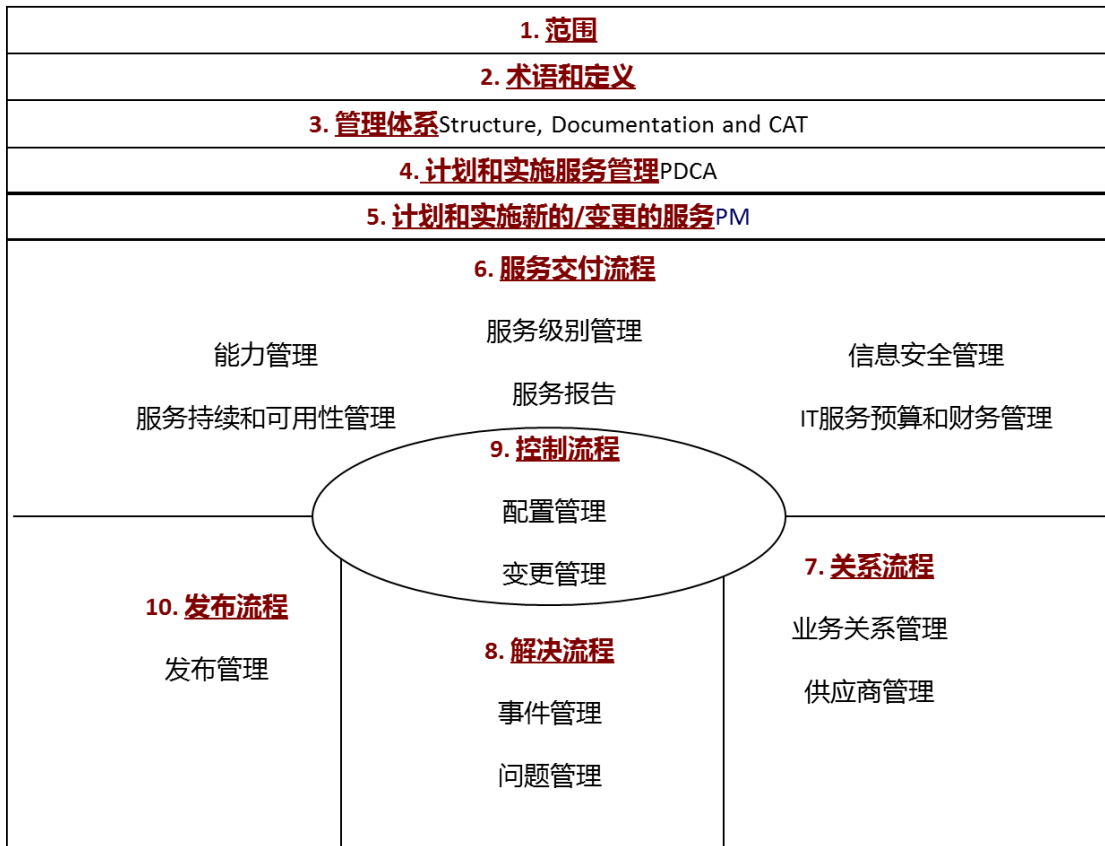 1. 范围
2. 术语和定义
3. 管理体系Structure, Documentation and CAT
4. 计划和实施服务管理PDCA
5. 计划和实施新的/变更的服务PM
6. 服务交付流程
能力管理
服务持续和可用性管理
服务级别管理
服务报告
信息安全管理
IT服务预算和财务管理
9. 控制流程
配置管理
变更管理
10. 发布流程
发布管理
8. 解决流程
事件管理
问题管理
7. 关系流程
业务关系管理
供应商管理